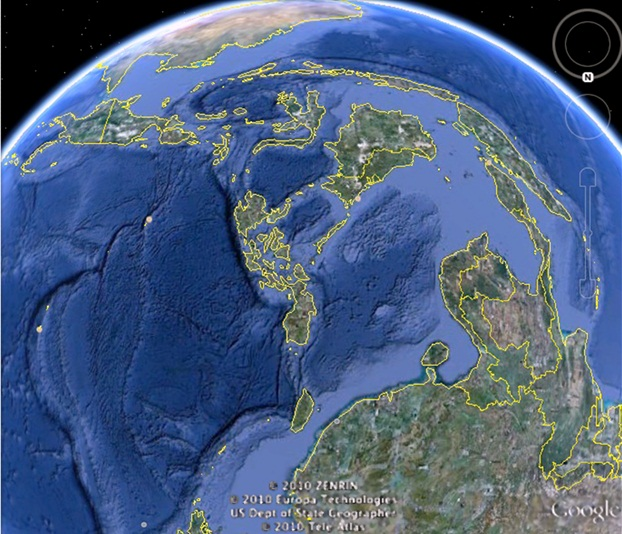 N
© 2010 ZENRIN
© 2010 Europa Technologies
US Dept of State Geographer
© 2010 Tele Atlas
Google